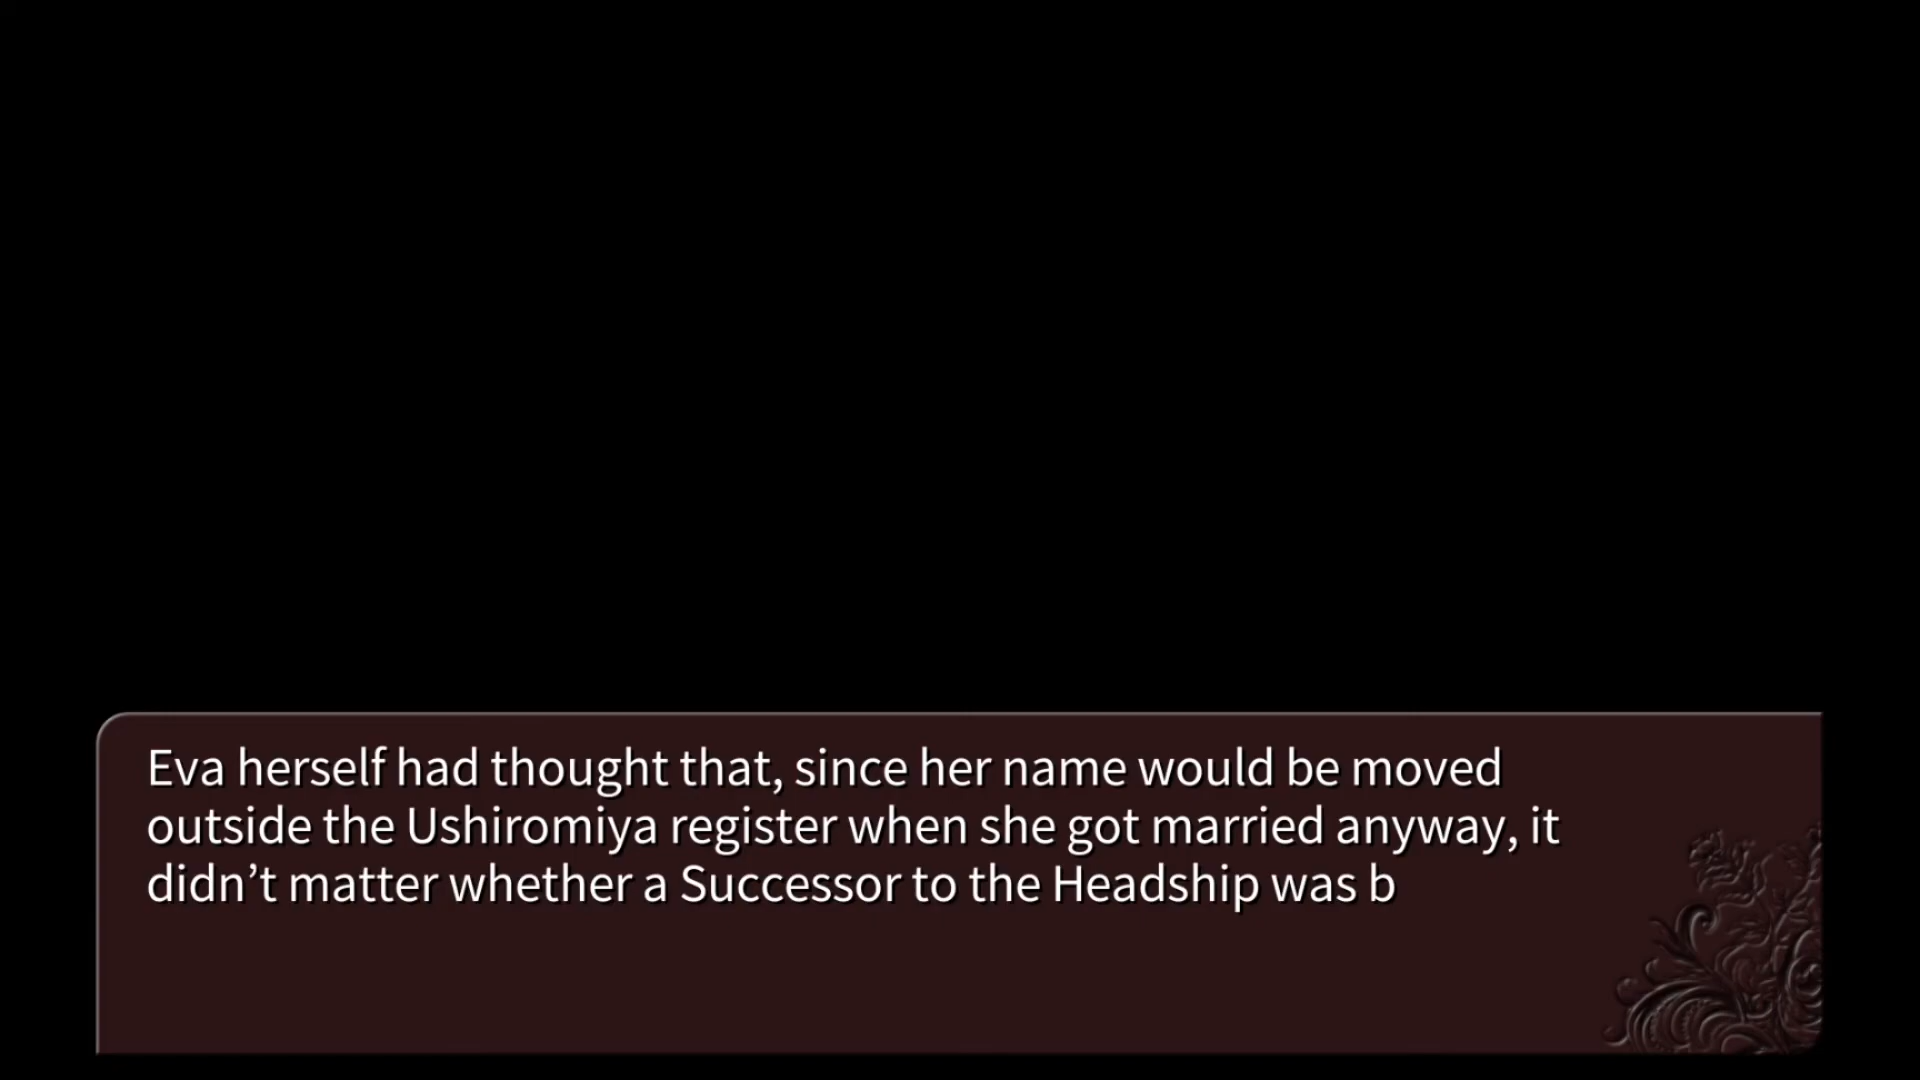 Eva herself had thought that, since her name would be moved
outside the Ushiromiya register when she got married anyway, it
didn’t matter whether a Successor to the Headship was b